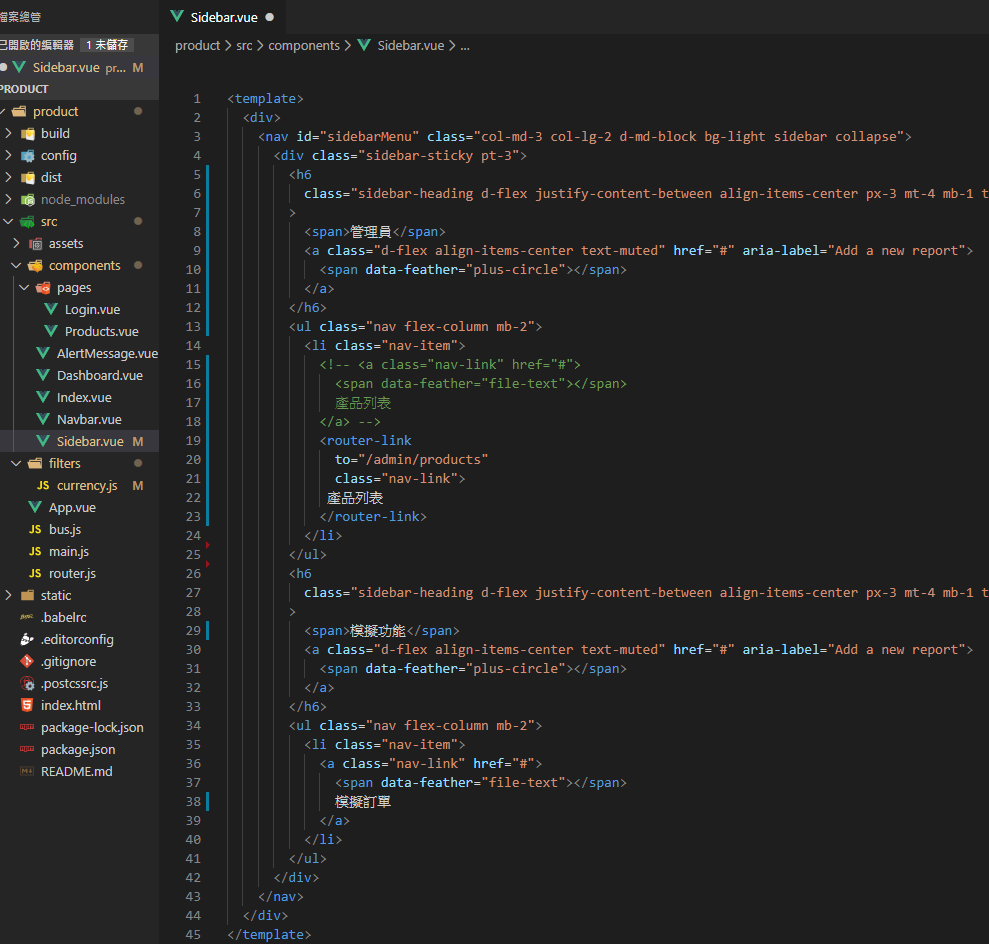 檔案總管
Sidebar.vue
已開啟的編輯器 1 未儲存
product > src > components > Sidebar.vue > ...
Sidebar.vue pr... M
PRODUCT
product
build
config
dist
node_modules
src
assets
components
pages
Login.vue
Products.vue
AlertMessage.vue
Dashboard.vue
Index.vue
Navbar.vue
Sidebar.vue M
filters
JS currency.js M
App.vue
JS bus.js
JS main.js
JS router.js
static
.babelrc
.editorconfig
.gitignore
.postcssrc.js
index.html
package-lock.json
package.json
README.md
1 <template>
2 <div>
3 <nav id="sidebarMenu" class="col-md-3 col-lg-2 d-md-block bg-light sidebar collapse">
4 <div class="sidebar-sticky pt-3">
5 <h6
6 class="sidebar-heading d-flex justify-content-between align-items-center px-3 mt-4 mb-1 t
7 >
8 <span>管理員</span>
9 <a class="d-flex align-items-center text-muted" href="#" aria-label="Add a new report">
10 <span data-feather="plus-circle"></span>
11 </a>
12 </h6>
13 <ul class="nav flex-column mb-2">
14 <li class="nav-item">
15 <!-- <a class="nav-link" href="#">
16 <span data-feather="file-text"></span>
17 產品列表
18 </a> -->
19 <router-link
20 to="/admin/products"
21 class="nav-link">
22 產品列表
23 </router-link>
24 </li>
25 </ul>
26 <h6
27 class="sidebar-heading d-flex justify-content-between align-items-center px-3 mt-4 mb-1 t
28 >
29 <span>模擬功能</span>
30 <a class="d-flex align-items-center text-muted" href="#" aria-label="Add a new report">
31 <span data-feather="plus-circle"></span>
32 </a>
33 </h6>
34 <ul class="nav flex-column mb-2">
35 <li class="nav-item">
36 <a class="nav-link" href="#">
37 <span data-feather="file-text"></span>
38 模擬訂單
39 </a>
40 </li>
41 </ul>
42 </div>
43 </nav>
44 </div>
45 </template>